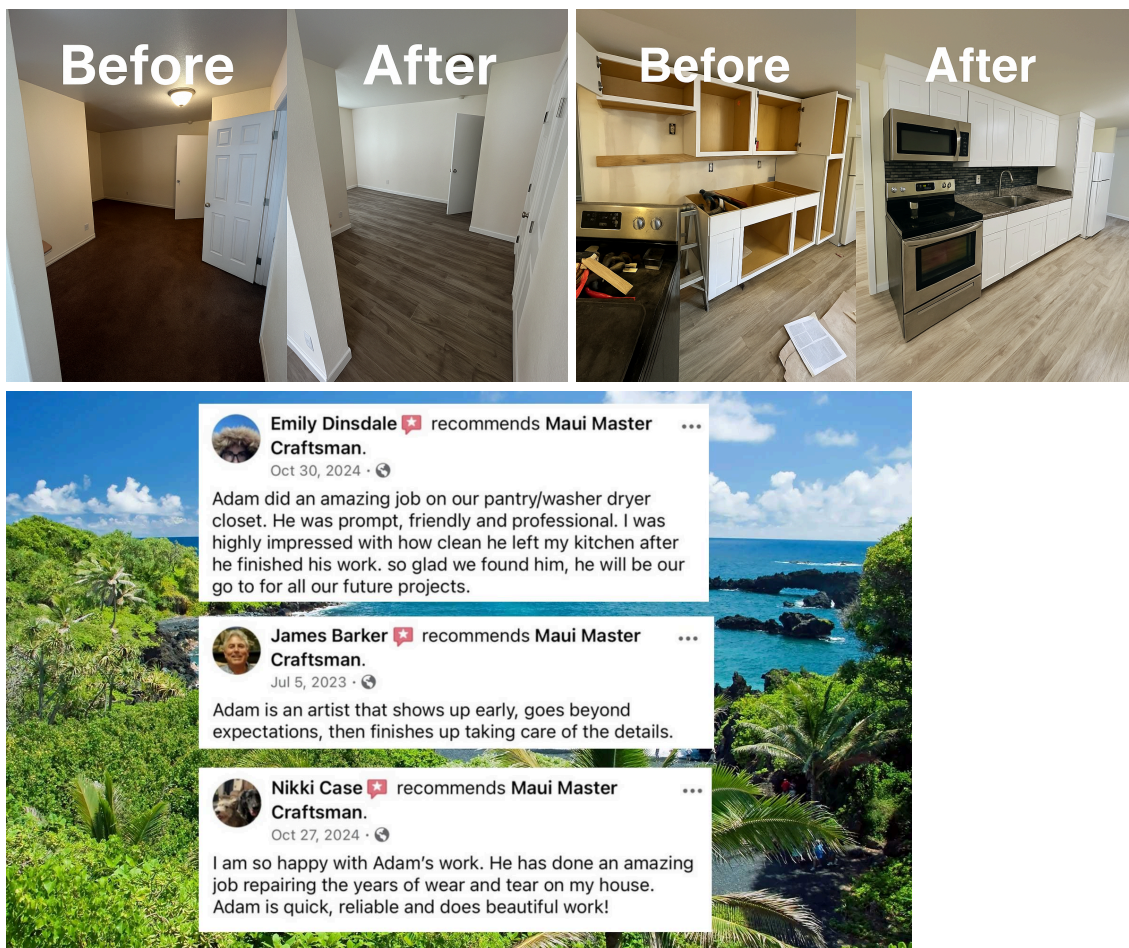 Before
After
Before
After
Emily Dinsdale recommends Maui Master
Craftsman.
Oct 30, 2024 ·
Adam did an amazing job on our pantry/washer dryer
closet. He was prompt, friendly and professional. I was
highly impressed with how clean he left my kitchen after
he finished his work. so glad we found him, he will be our
go to for all our future projects.
James Barker recommends Maui Master
Craftsman.
Jul 5, 2023 ·
Adam is an artist that shows up early, goes beyond
expectations, then finishes up taking care of the details.
Nikki Case recommends Maui Master
Craftsman.
Oct 27, 2024 ·
I am so happy with Adam’s work. He has done an amazing
job repairing the years of wear and tear on my house.
Adam is quick, reliable and does beautiful work!